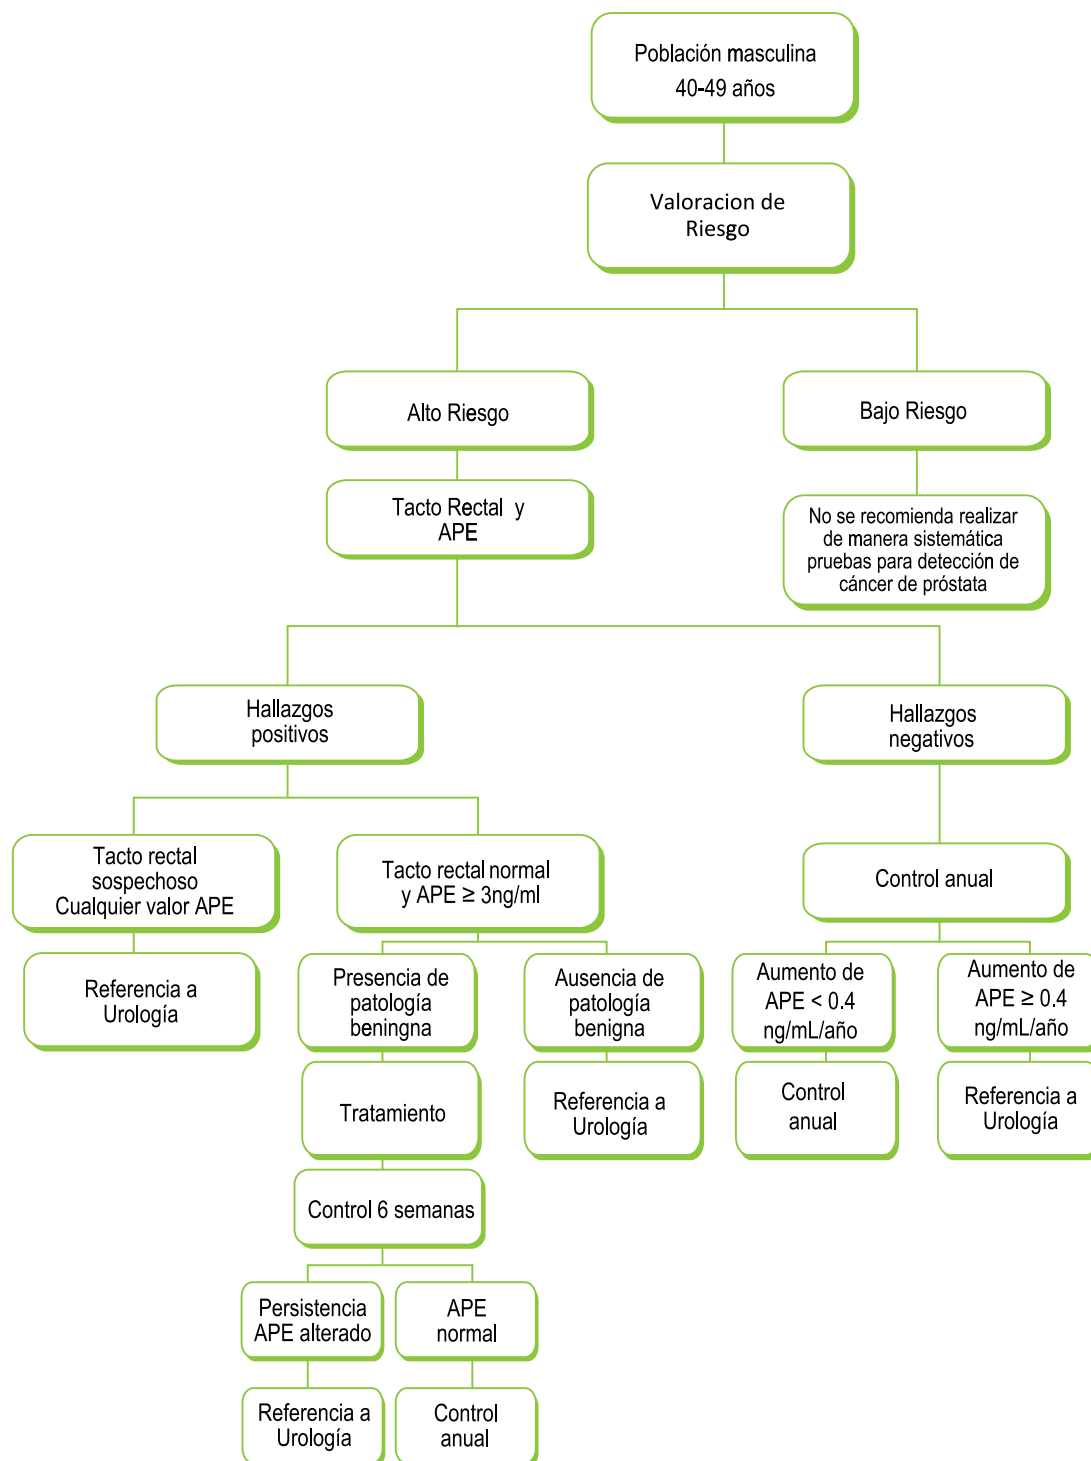 Población masculina
40-49 años
Valoracion de
Riesgo
Alto Riesgo
Bajo Riesgo
Tacto Rectal y
APE
No se recomienda realizar
de manera sistemática
pruebas para detección de
cáncer de próstata
Hallazgos
positivos
Hallazgos
negativos
Tacto rectal
sospechoso
Cualquier valor APE
Tacto rectal normal
y APE ≥ 3ng/ml
Control anual
Referencia a
Urología
Presencia de
patología
beningna
Ausencia de
patología
benigna
Aumento de
APE < 0.4
ng/mL/año
Aumento de
APE ≥ 0.4
ng/mL/año
Tratamiento
Referencia a
Urología
Control
anual
Referencia a
Urología
Control 6 semanas
Persistencia
APE alterado
APE
normal
Referencia a
Urología
Control
anual